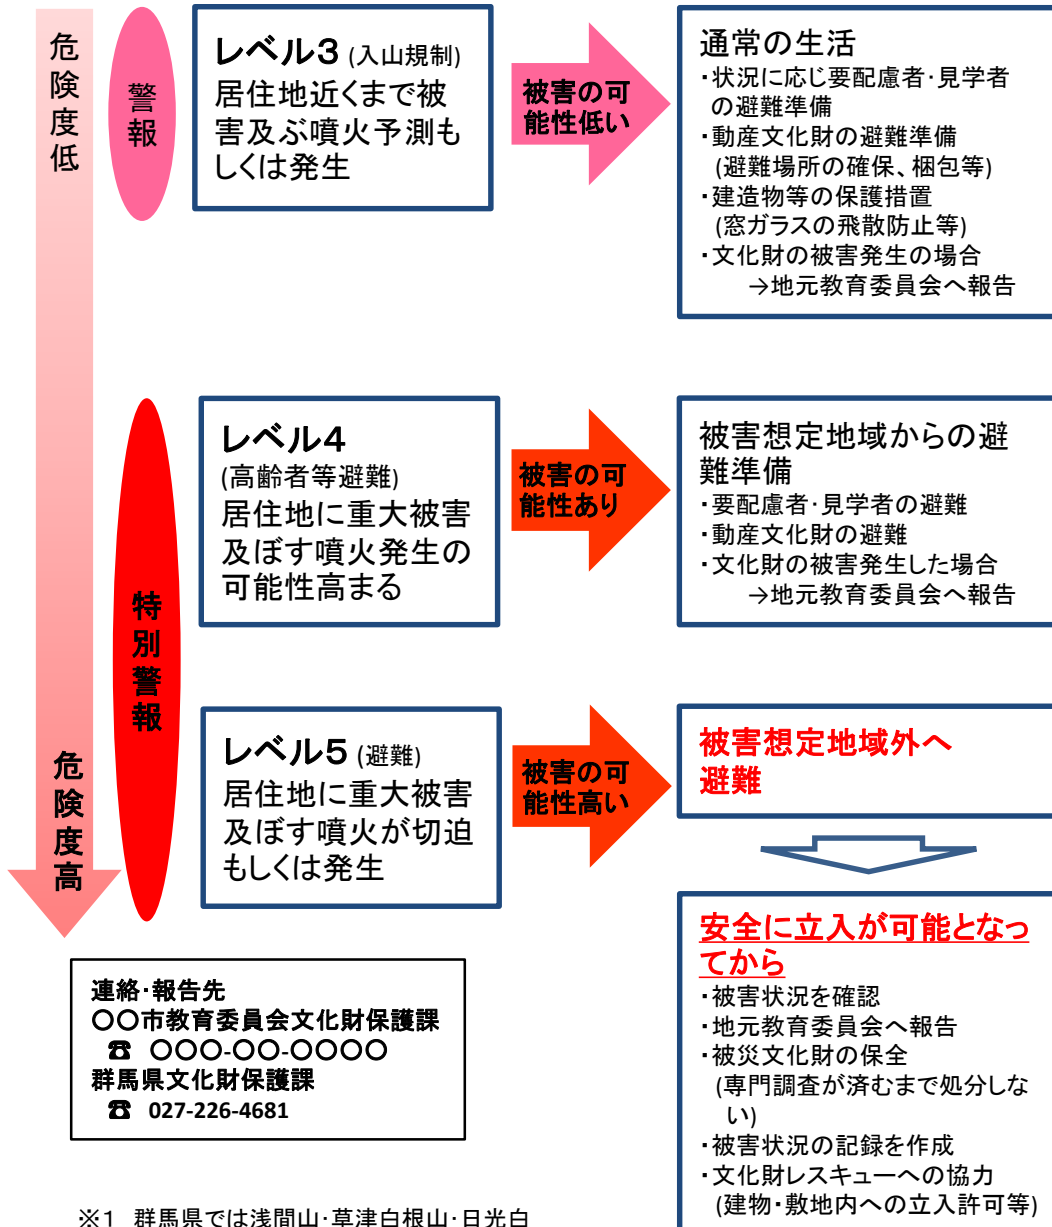 危険度低
警報
レベル3 (入山規制)
居住地近くまで被
害及ぶ噴火予測も
しくは発生
被害の可
能性低い
通常の生活
・状況に応じ要配慮者・見学者
の避難準備
・動産文化財の避難準備
(避難場所の確保、梱包等)
・建造物等の保護措置
(窓ガラスの飛散防止等)
・文化財の被害発生の場合
→地元教育委員会へ報告
特別警報
レベル4
(高齢者等避難)
居住地に重大被害
及ぼす噴火発生の
可能性高まる
被害の可
能性あり
被害想定地域からの避
難準備
・要配慮者・見学者の避難
・動産文化財の避難
・文化財の被害発生した場合
→地元教育委員会へ報告
危険度高
レベル5 (避難)
居住地に重大被害
及ぼす噴火が切迫
もしくは発生
被害の可
能性高い
被害想定地域外へ
避難
安全に立入が可能となっ
てから
・被害状況を確認
・地元教育委員会へ報告
・被災文化財の保全
(専門調査が済むまで処分しな
い)
・被害状況の記録を作成
・文化財レスキューへの協力
(建物・敷地内への立入許可等)
連絡・報告先
〇〇市教育委員会文化財保護課
☎ 〇〇〇-〇〇-〇〇〇〇
群馬県文化財保護課
☎ 027-226-4681
※1 群馬県では浅間山・草津白根山・日光白